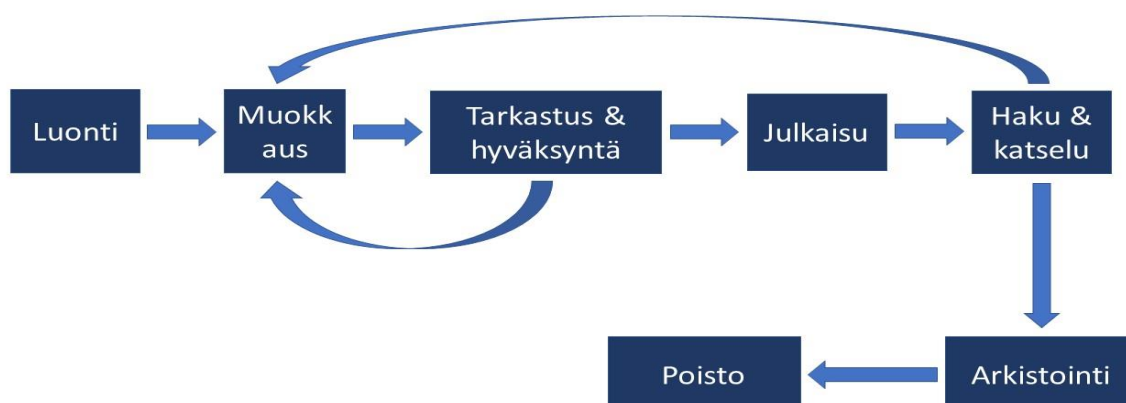 Luonti
Muokk
aus
Tarkastus &
hyväksyntä
Julkaisu
Haku &
katselu
Poisto
Arkistointi